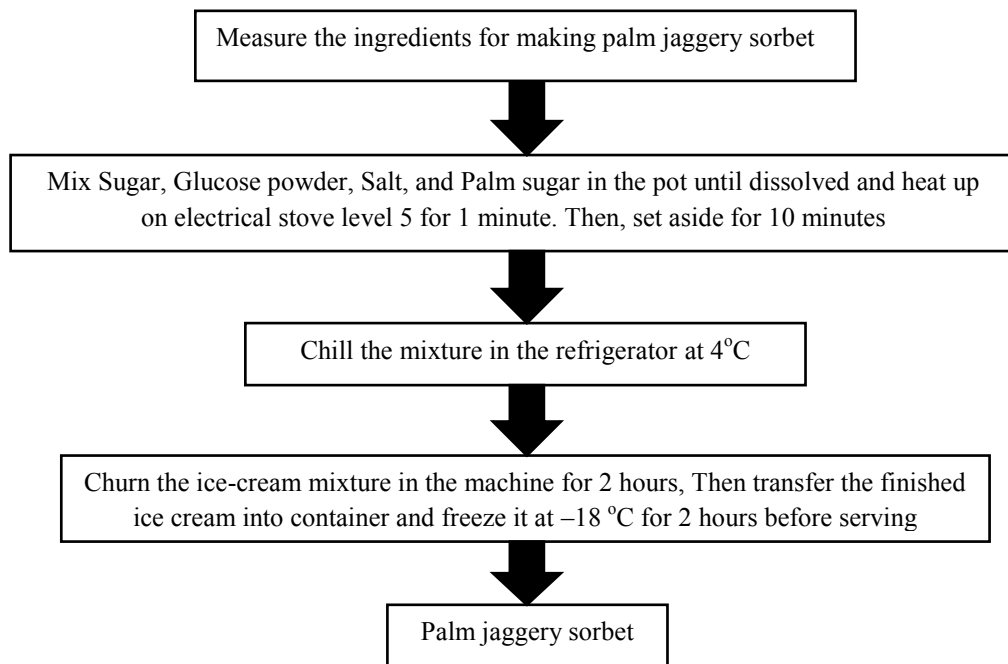 Measure the ingredients for making palm jaggery sorbet
Mix Sugar, Glucose powder, Salt, and Palm sugar in the pot until dissolved and heat up
on electrical stove level 5 for 1 minute. Then, set aside for 10 minutes
Chill the mixture in the refrigerator at 4°C
Churn the ice-cream mixture in the machine for 2 hours, Then transfer the finished
ice cream into container and freeze it at –18 °C for 2 hours before serving
Palm jaggery sorbet